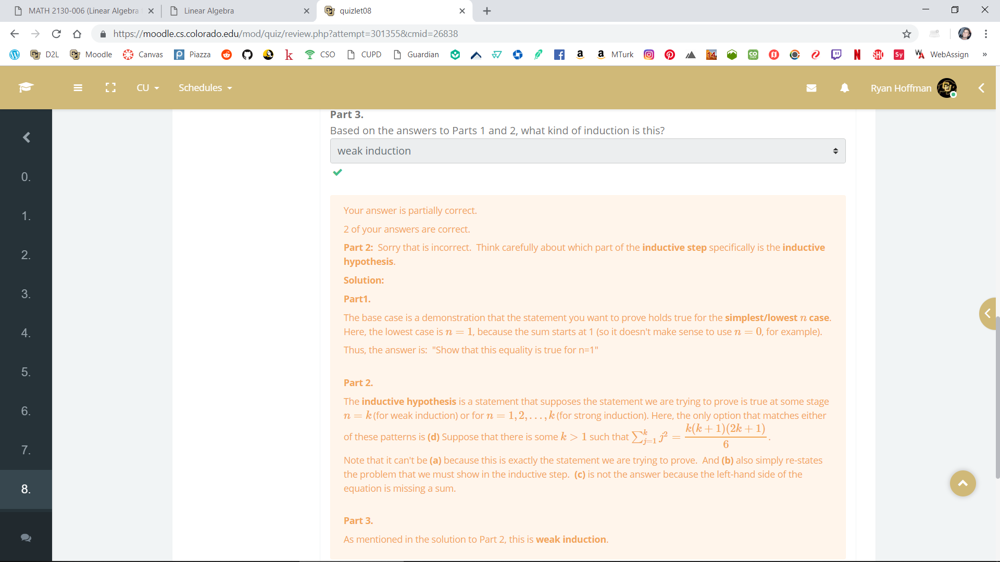 MATH 2130-006 (Linear Algebra
Linear Algebra
quizlet08
https://moodle.cs.colorado.edu/mod/quiz/review.php?attempt=301355&cmid=26838
D2L Moodle Canvas Piazza CSO CUPD Guardian MTurk WebAssign »
CU Schedules Ryan Hoffman
0.
1.
2.
3.
4.
5.
6.
7.
8.
Part 3.
Based on the answers to Parts 1 and 2, what kind of induction is this?
weak induction
Your answer is partially correct.
2 of your answers are correct.
Part 2: Sorry that is incorrect. Think carefully about which part of the inductive step specifically is the inductive
hypothesis.
Solution:
Part1.
The base case is a demonstration that the statement you want to prove holds true for the simplest/lowest n case.
Here, the lowest case is n = 1, because the sum starts at 1 (so it doesn't make sense to use n = 0, for example).
Thus, the answer is: "Show that this equality is true for n=1"
Part 2.
The inductive hypothesis is a statement that supposes the statement we are trying to prove is true at some stage
n = k (for weak induction) or for n = 1, 2, . . . , k (for strong induction). Here, the only option that matches either
of these patterns is (d) Suppose that there is some k > 1 such that ∑_{j=1}^{k} j² = k(k + 1)(2k + 1) / 6.
Note that it can't be (a) because this is exactly the statement we are trying to prove. And (b) also simply re-states
the problem that we must show in the inductive step. (c) is not the answer because the left-hand side of the
equation is missing a sum.
Part 3.
As mentioned in the solution to Part 2, this is weak induction.